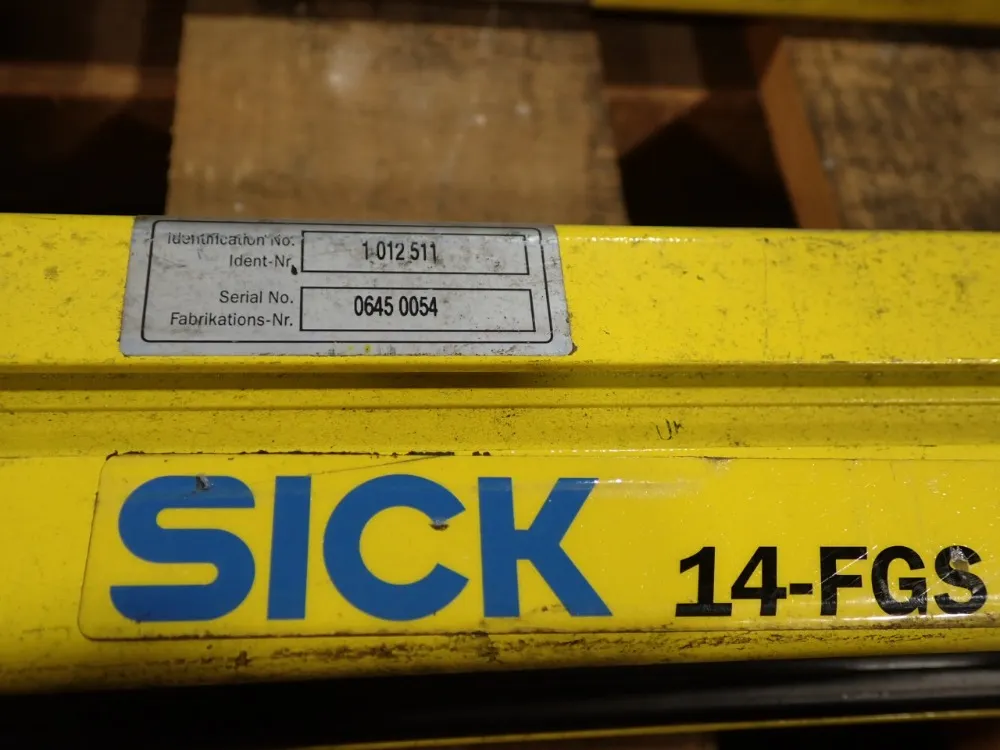 Identification No.
Ident-Nr.
1 012 511
Serial No.
Fabrikations-Nr.
0645 0054
SICK
14-FGS